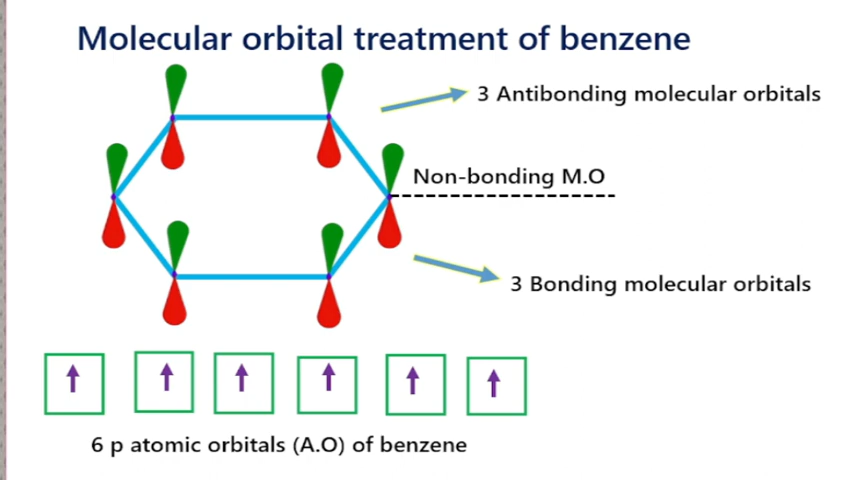 Molecular orbital treatment of benzene
3 Antibonding molecular orbitals
Non-bonding M.O
3 Bonding molecular orbitals
6 p atomic orbitals (A.O) of benzene